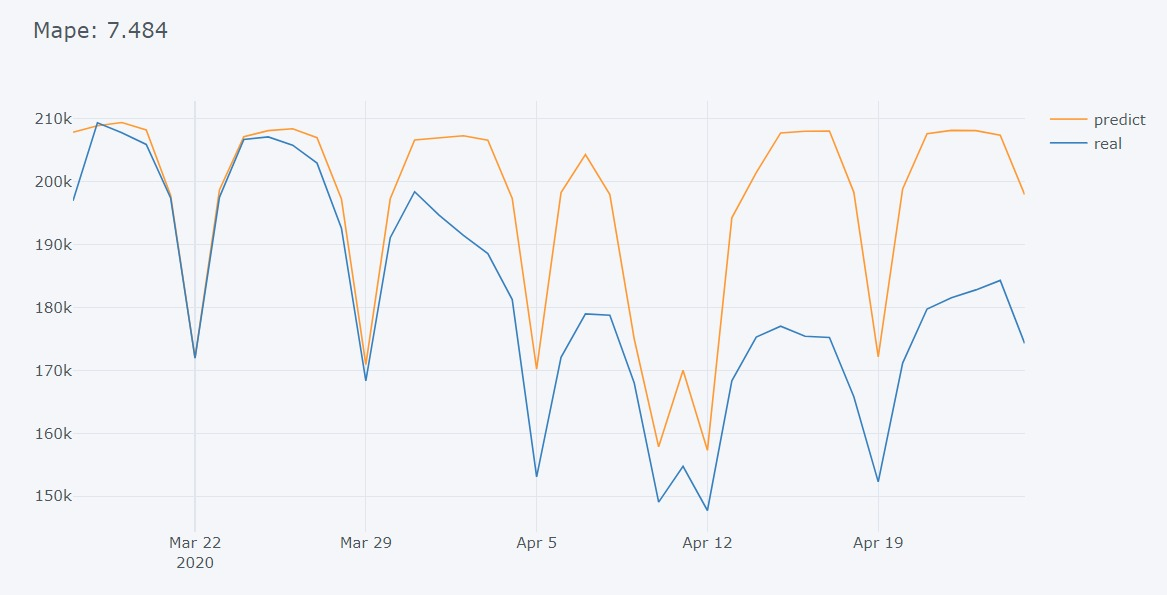 Mape: 7.484
210k
200k
190k
180k
170k
160k
150k
Mar 22
2020
Mar 29
Apr 5
Apr 12
Apr 19
predict
real